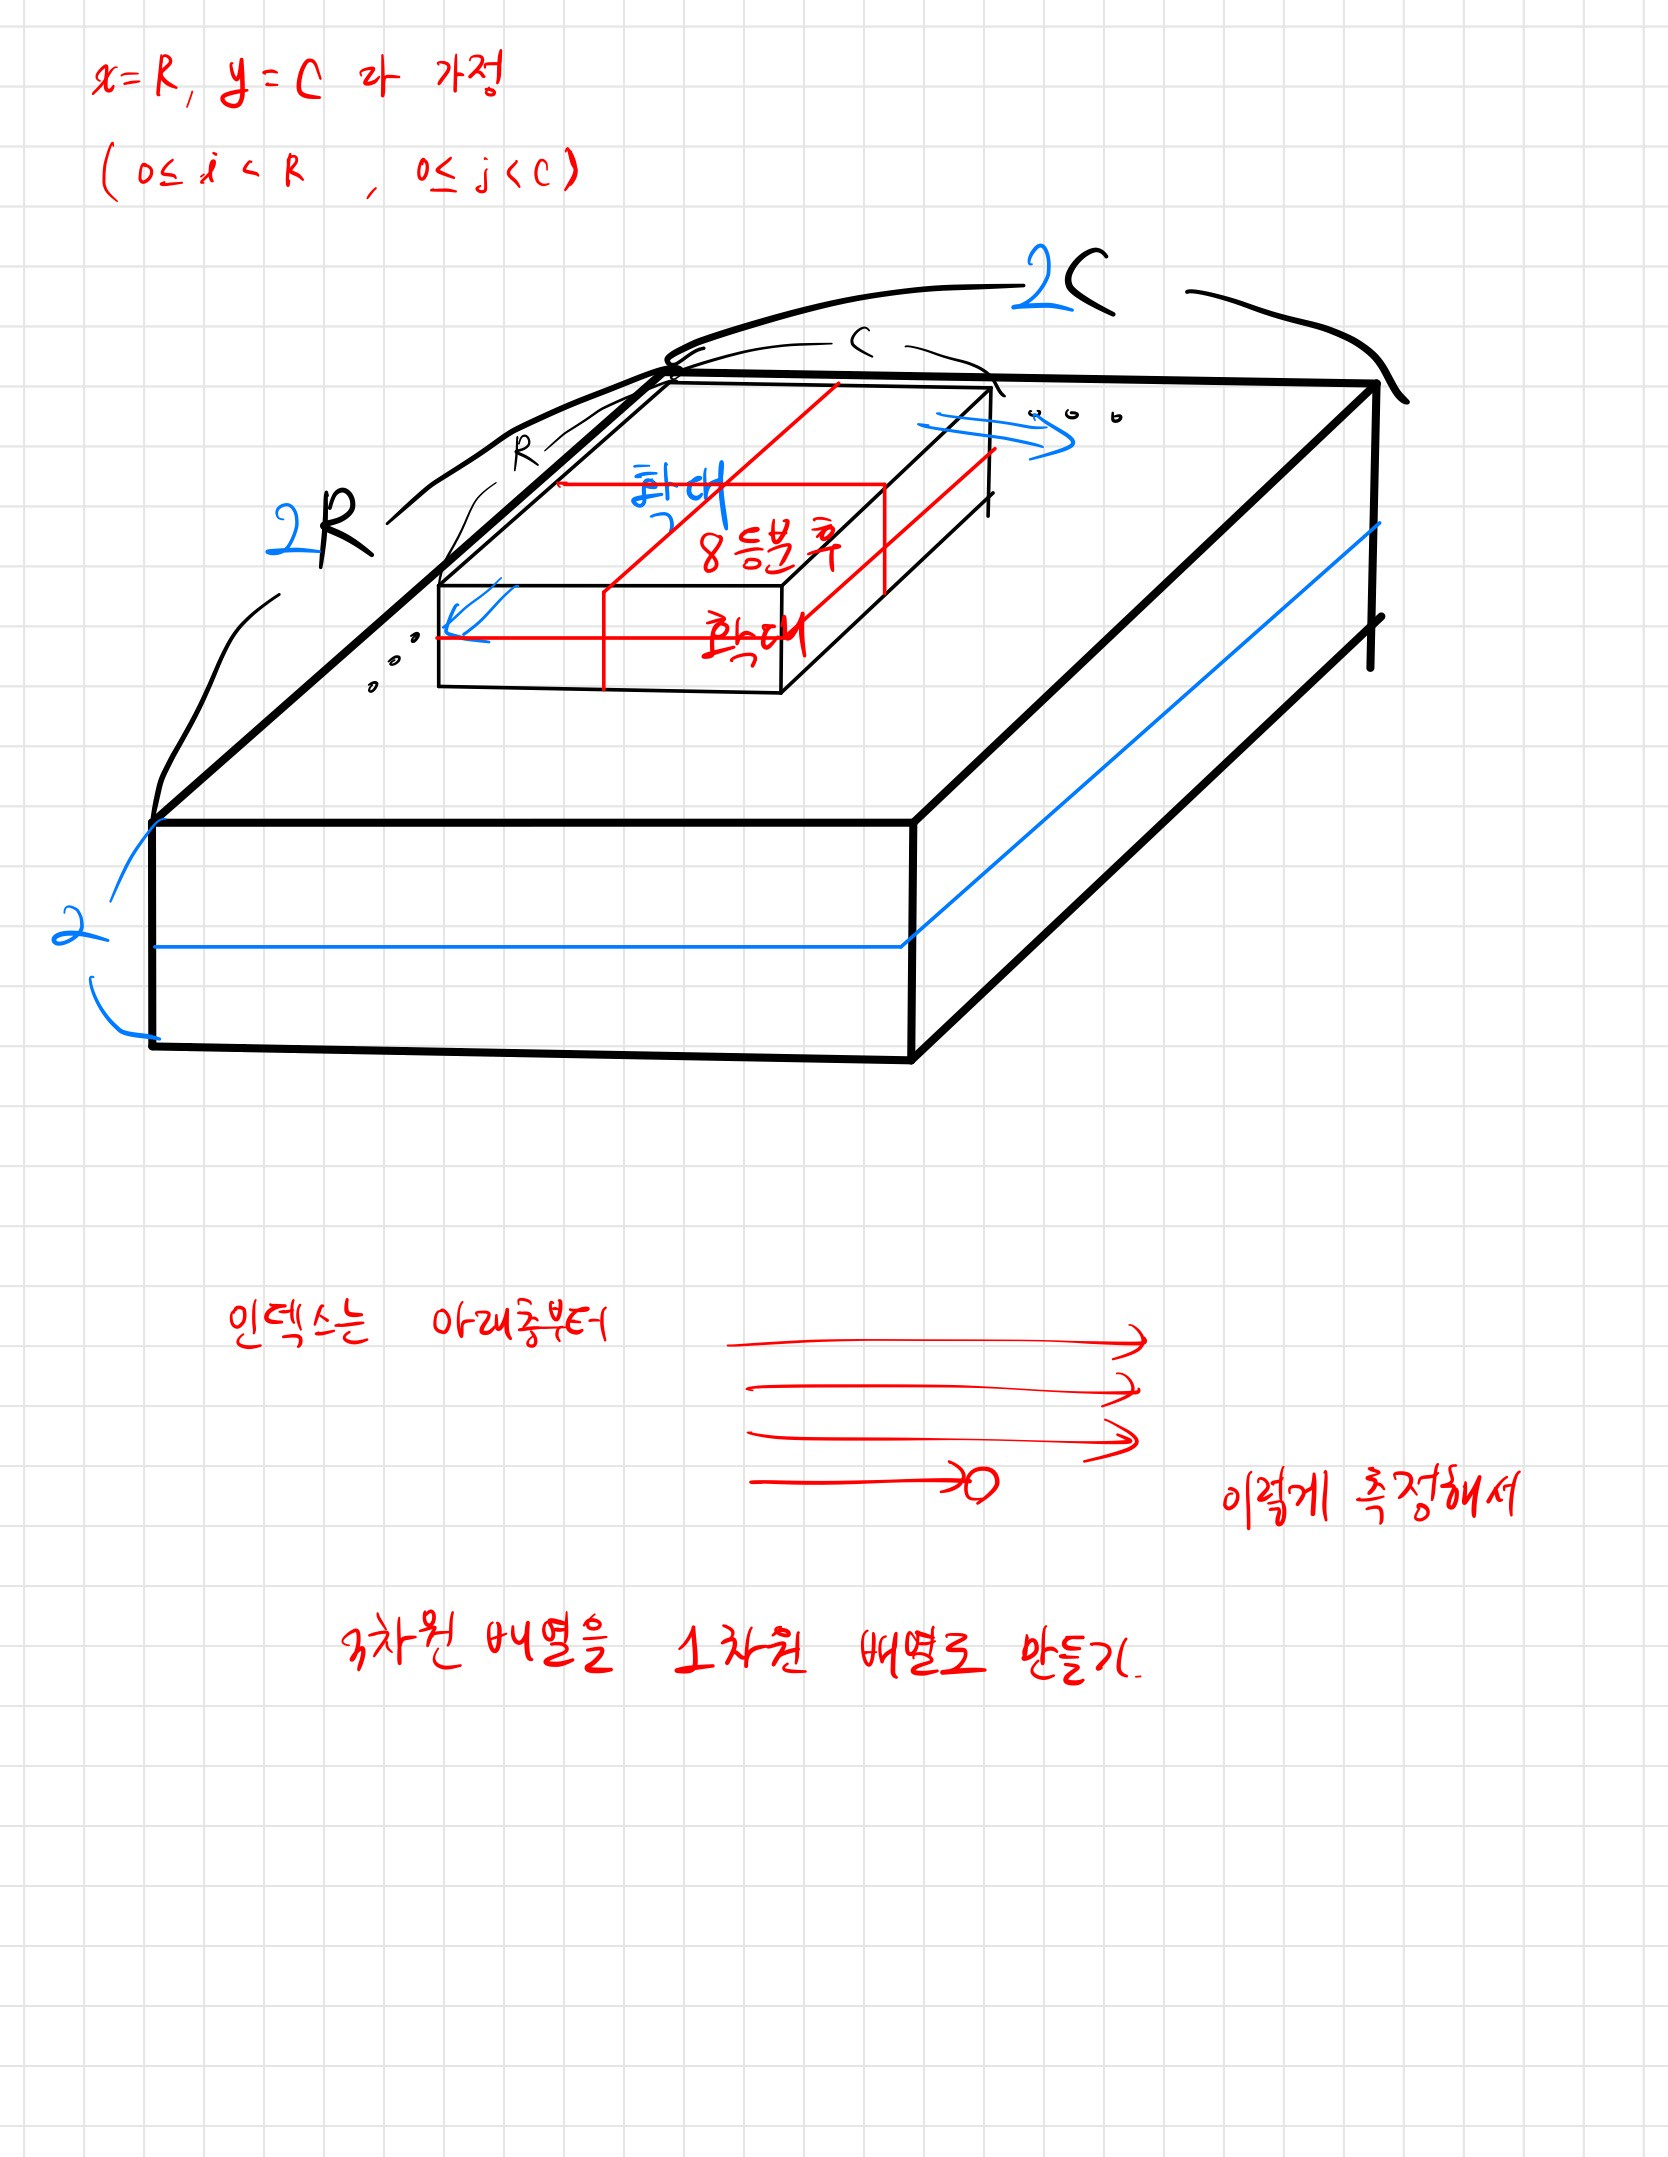 x=R, y=C 라 가정
(0≤ i < R , 0≤ j < C)
2C
C
R
2R
확대
8 등분 후
확대
2
인덱스는 아래층부터
이렇게 측정해서
3차원 배열을 1차원 배열로 만들기.